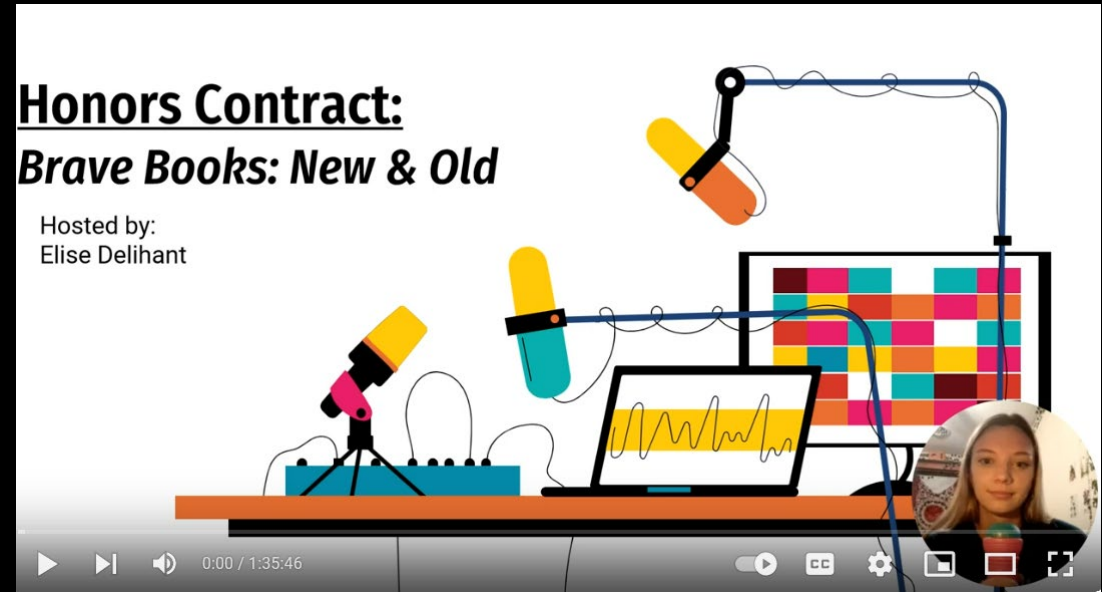 Honors Contract:
Brave Books: New & Old
Hosted by:
Elise Delihant
0:00 / 1:35:46
CC